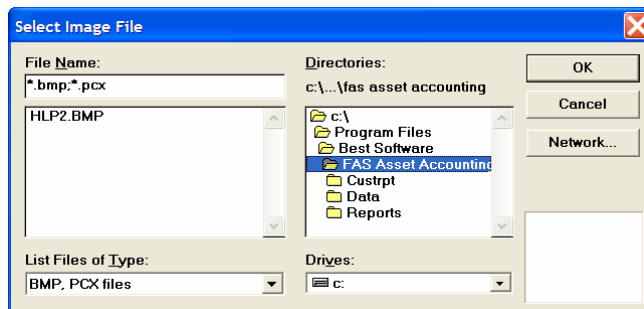 Select Image File
File Name:
*.bmp;*.pcx
HLP2.BMP
List Files of Type:
BMP, PCX files
Directories:
c:\...\fas asset accounting
c:\
Program Files
Best Software
FAS Asset Accounting
Custrpt
Data
Reports
Drives:
c:
OK
Cancel
Network...